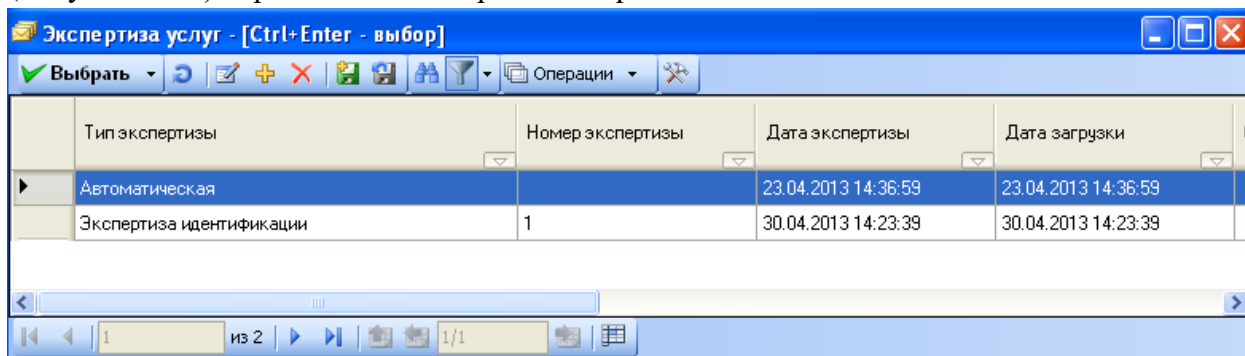 Экспертиза услуг - [Ctrl+Enter - выбор]
Выбрать Операции
Тип экспертизы Номер экспертизы Дата экспертизы Дата загрузки
Автоматическая 23.04.2013 14:36:59 23.04.2013 14:36:59
Экспертиза идентификации 1 30.04.2013 14:23:39 30.04.2013 14:23:39
1 из 2 1/1